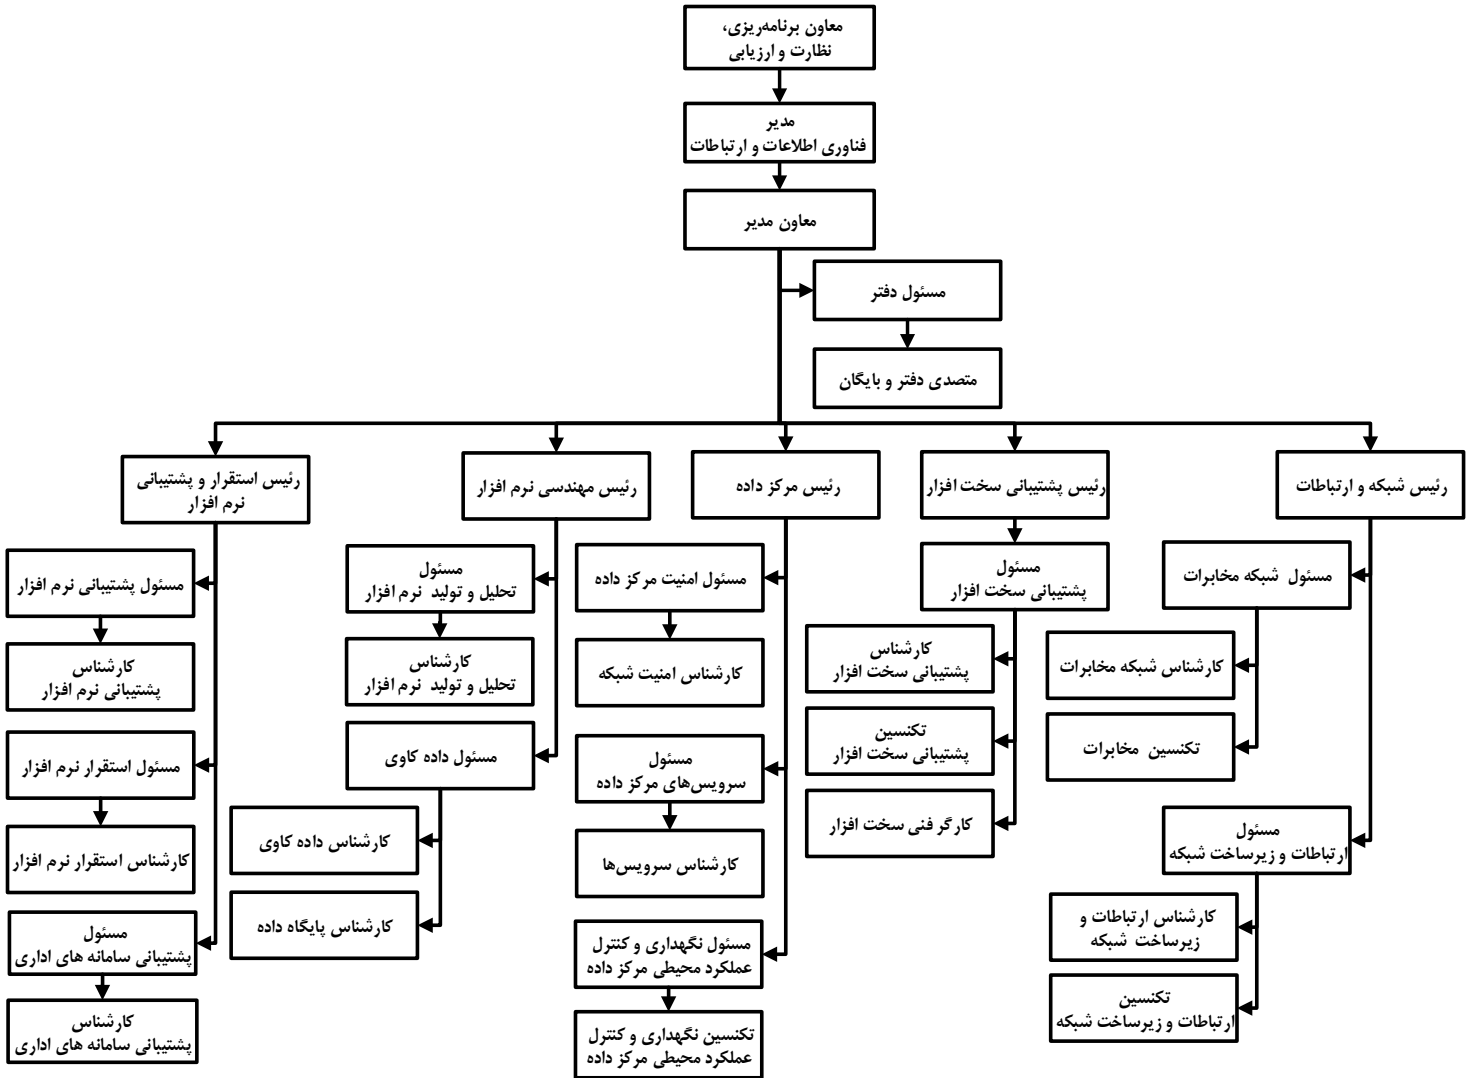 معاون برنامه‌ریزی،
نظارت و ارزیابی
مدیر
فناوری اطلاعات و ارتباطات
معاون مدیر
مسئول دفتر
متصدی دفتر و بایگان
رئیس شبکه و ارتباطات
مسئول شبکه مخابرات
کارشناس شبکه مخابرات
تکنسین مخابرات
مسئول
ارتباطات و زیرساخت شبکه
کارشناس ارتباطات و
زیرساخت شبکه
تکنسین
ارتباطات و زیرساخت شبکه
رئیس پشتیبانی سخت افزار
مسئول
پشتیبانی سخت افزار
کارشناس
پشتیبانی سخت افزار
تکنسین
پشتیبانی سخت افزار
کارگر فنی سخت افزار
رئیس مرکز داده
مسئول امنیت مرکز داده
کارشناس امنیت شبکه
مسئول
سرویس‌های مرکز داده
کارشناس سرویس‌ها
مسئول نگهداری و کنترل
عملکرد محیطی مرکز داده
تکنسین نگهداری و کنترل
عملکرد محیطی مرکز داده
رئیس مهندسی نرم افزار
مسئول
تحلیل و تولید نرم افزار
کارشناس
تحلیل و تولید نرم افزار
مسئول داده کاوی
کارشناس داده کاوی
کارشناس پایگاه داده
رئیس استقرار و پشتیبانی
نرم افزار
مسئول پشتیبانی نرم افزار
کارشناس
پشتیبانی نرم افزار
مسئول استقرار نرم افزار
کارشناس استقرار نرم افزار
مسئول
پشتیبانی سامانه های اداری
کارشناس
پشتیبانی سامانه های اداری